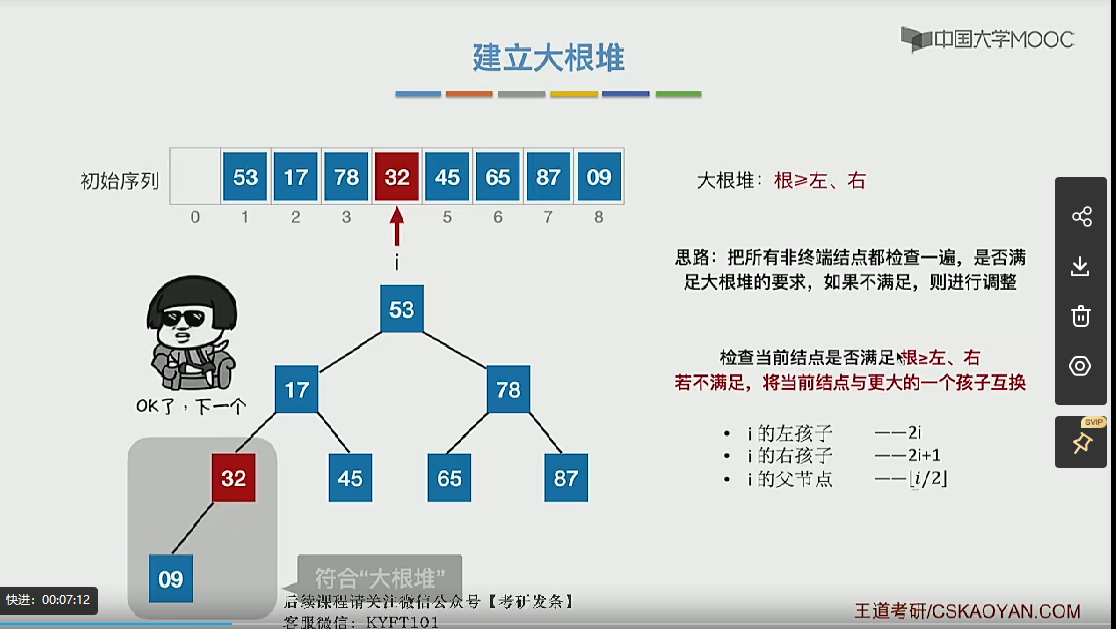 中国大学MOOC
建立大根堆
初始序列
53 17 78 32 45 65 87 09
0 1 2 3 5 6 7 8
i
大根堆：根≥左、右
思路：把所有非终端结点都检查一遍，是否满
足大根堆的要求，如果不满足，则进行调整
53
17 78
32 45 65 87
09
OK了，下一个
检查当前结点是否满足根≥左、右
若不满足，将当前结点与更大的一个孩子互换
• i 的左孩子 ——2i
• i 的右孩子 ——2i+1
• i 的父节点 ——⌊i/2⌋
符合“大根堆”
后续课程请关注微信公众号【考研发条】
客服微信：KYFT101
王道考研/CSKAOYAN.COM
快进：00:07:12
SVIP